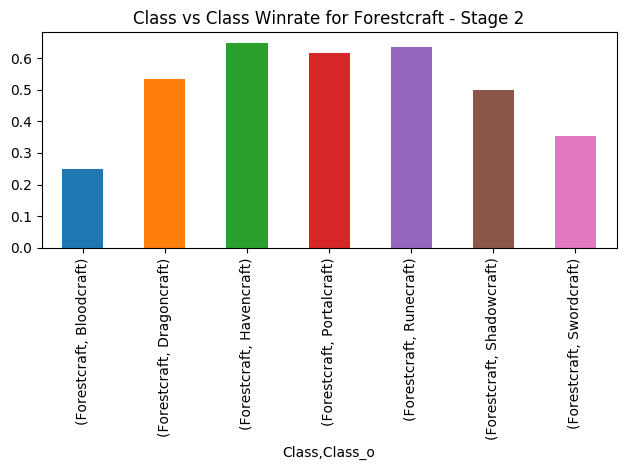 Class vs Class Winrate for Forestcraft - Stage 2
0.6
0.5
0.4
0.3
0.2
0.1
0.0
(Forestcraft, Bloodcraft)
(Forestcraft, Dragoncraft)
(Forestcraft, Havencraft)
(Forestcraft, Portalcraft)
(Forestcraft, Runecraft)
(Forestcraft, Shadowcraft)
(Forestcraft, Swordcraft)
Class,Class_o